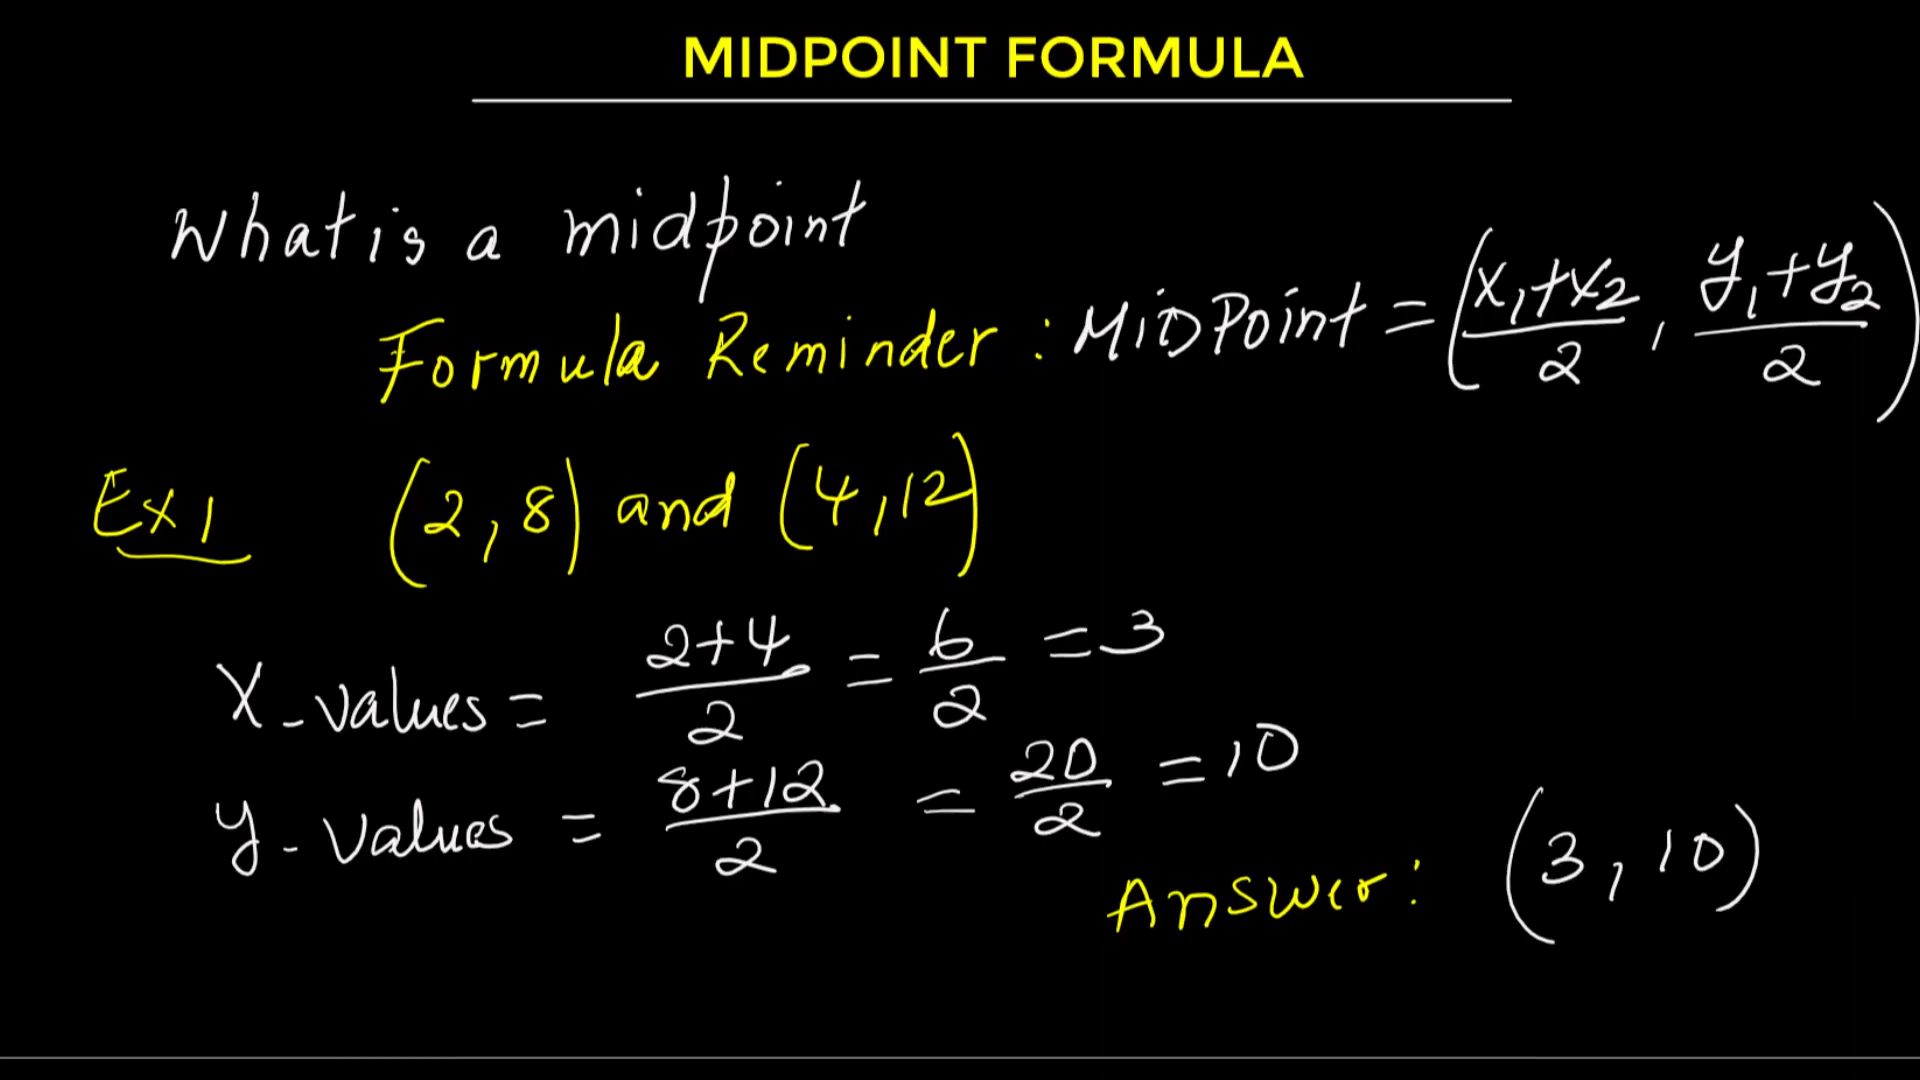 MIDPOINT FORMULA
What is a midpoint
Formula Reminder : MiDPoint = (x₁+x₂/2, y₁+y₂/2)
Ex 1 (2, 8) and (4, 12)
X-values = 2+4/2 = 6/2 = 3
y-values = 8+12/2 = 20/2 = 10
Answer: (3, 10)